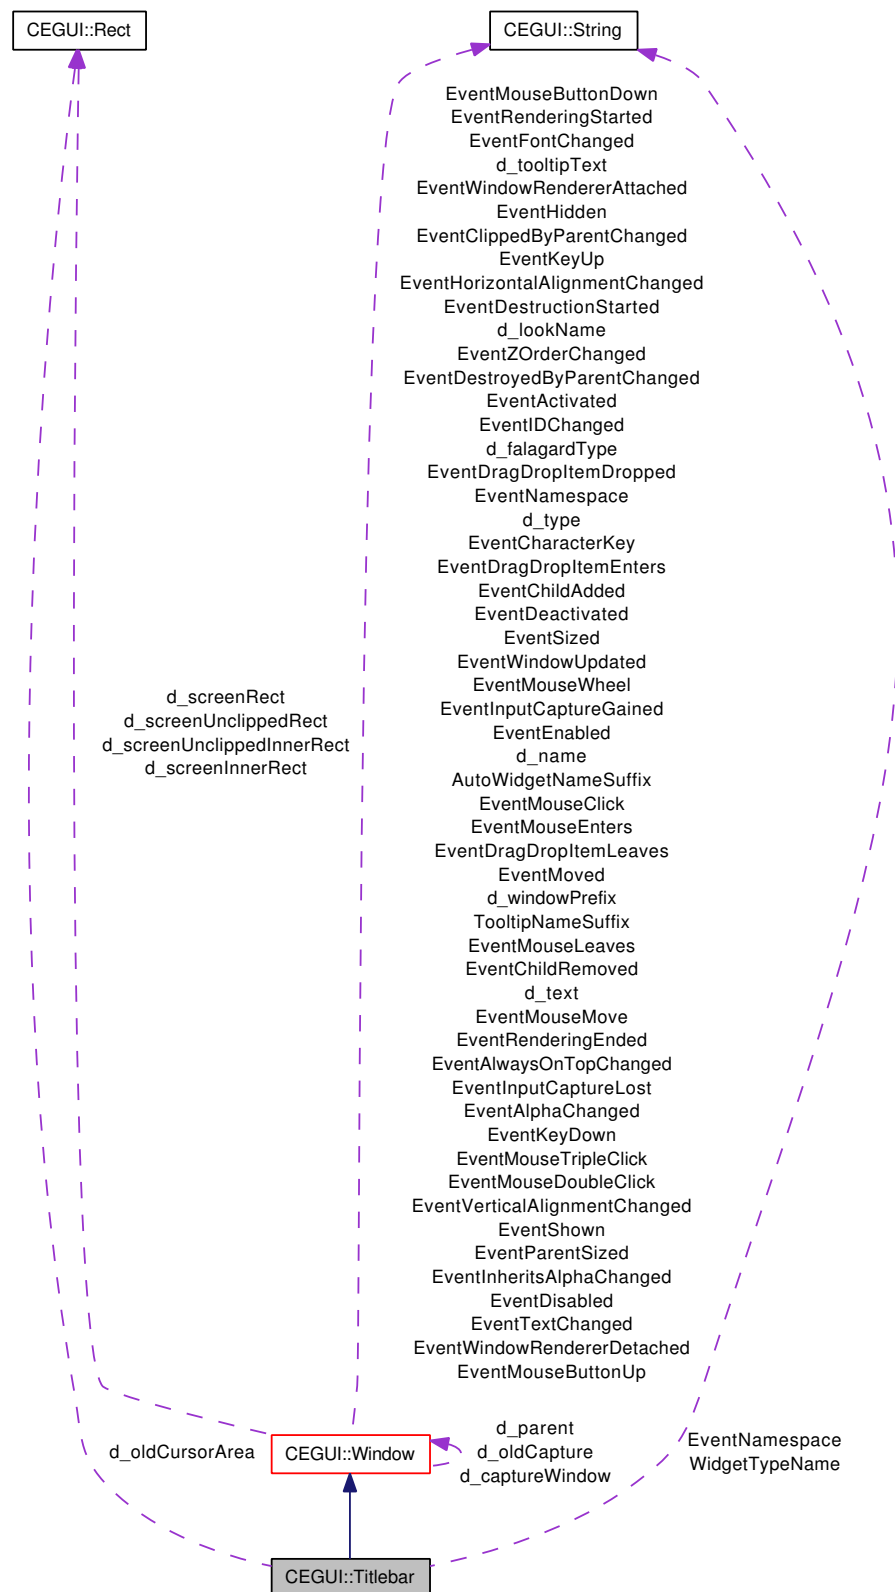 CEGUI::Rect
CEGUI::String
EventMouseButtonDown
EventRenderingStarted
EventFontChanged
d_tooltipText
EventWindowRendererAttached
EventHidden
EventClippedByParentChanged
EventKeyUp
EventHorizontalAlignmentChanged
EventDestructionStarted
d_lookName
EventZOrderChanged
EventDestroyedByParentChanged
EventActivated
EventIDChanged
d_falagardType
EventDragDropItemDropped
EventNamespace
d_type
EventCharacterKey
EventDragDropItemEnters
EventChildAdded
EventDeactivated
EventSized
EventWindowUpdated
EventMouseWheel
EventInputCaptureGained
EventEnabled
d_name
AutoWidgetNameSuffix
EventMouseClick
EventMouseEnters
EventDragDropItemLeaves
EventMoved
d_windowPrefix
TooltipNameSuffix
EventMouseLeaves
EventChildRemoved
d_text
EventMouseMove
EventRenderingEnded
EventAlwaysOnTopChanged
EventInputCaptureLost
EventAlphaChanged
EventKeyDown
EventMouseTripleClick
EventMouseDoubleClick
EventVerticalAlignmentChanged
EventShown
EventParentSized
EventInheritsAlphaChanged
EventDisabled
EventTextChanged
EventWindowRendererDetached
EventMouseButtonUp
d_screenRect
d_screenUnclippedRect
d_screenUnclippedInnerRect
d_screenInnerRect
d_oldCursorArea
CEGUI::Window
d_parent
d_oldCapture
d_captureWindow
EventNamespace
WidgetTypeName
CEGUI::Titlebar